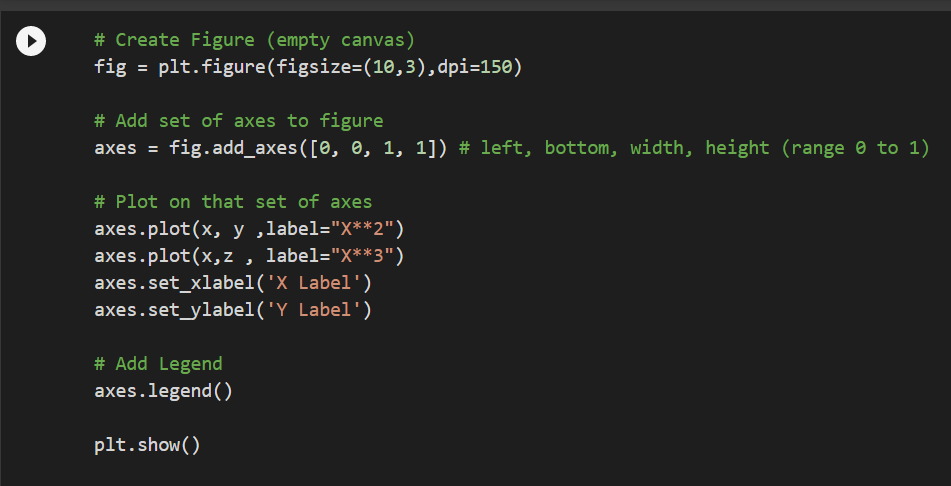 # Create Figure (empty canvas)
fig = plt.figure(figsize=(10,3),dpi=150)
# Add set of axes to figure
axes = fig.add_axes([0, 0, 1, 1]) # left, bottom, width, height (range 0 to 1)
# Plot on that set of axes
axes.plot(x, y ,label="X**2")
axes.plot(x,z , label="X**3")
axes.set_xlabel('X Label')
axes.set_ylabel('Y Label')
# Add Legend
axes.legend()
plt.show()